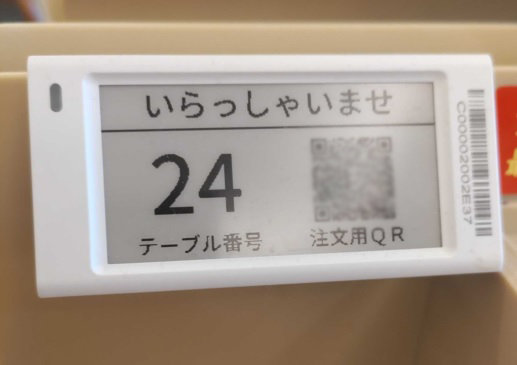 いらっしゃいませ
24
テーブル番号
注文用QR
C00002002E37